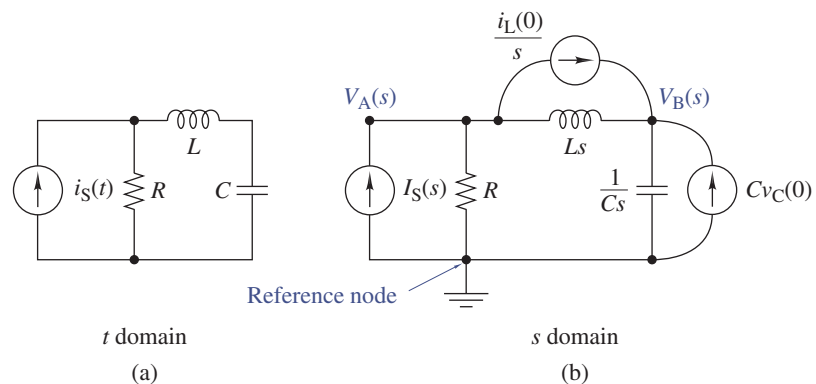 i_L(0)
s
V_A(s)
V_B(s)
L
Ls
i_S(t)
R
C
I_S(s)
R
1
Cs
Cv_C(0)
Reference node
t domain
s domain
(a)
(b)